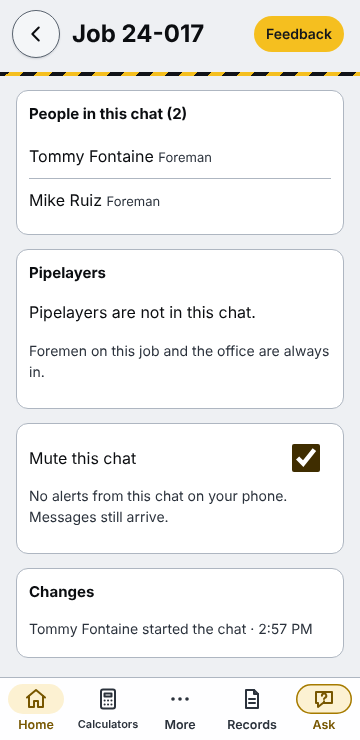 Job 24-017
Feedback
People in this chat (2)
Tommy Fontaine Foreman
Mike Ruiz Foreman
Pipelayers
Pipelayers are not in this chat.
Foremen on this job and the office are always
in.
Mute this chat
No alerts from this chat on your phone.
Messages still arrive.
Changes
Tommy Fontaine started the chat · 2:57 PM
Home
Calculators
More
Records
Ask